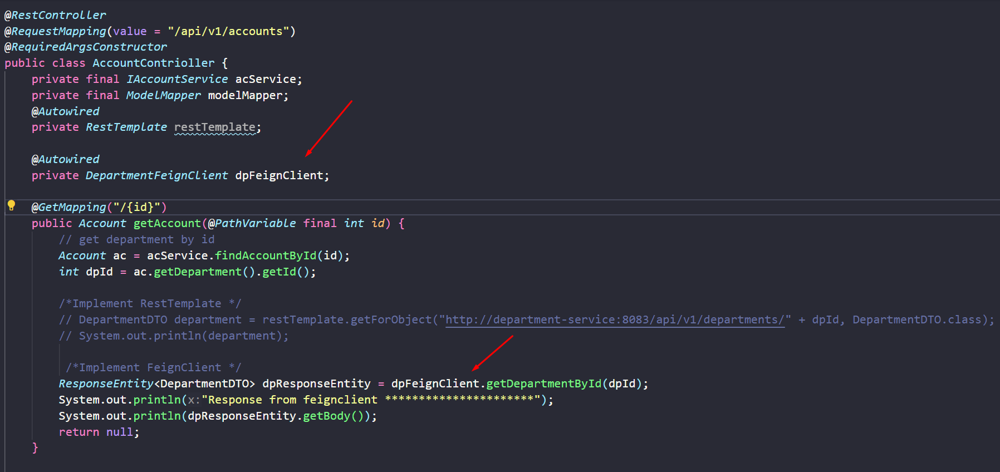 @RestController
@RequestMapping(value = "/api/v1/accounts")
@RequiredArgsConstructor
public class AccountContrioller {
    private final IAccountService acService;
    private final ModelMapper modelMapper;
    @Autowired
    private RestTemplate restTemplate;
    @Autowired
    private DepartmentFeignClient dpFeignClient;
    @GetMapping("/{id}")
    public Account getAccount(@PathVariable final int id) {
        // get department by id
        Account ac = acService.findAccountById(id);
        int dpId = ac.getDepartment().getId();
        /*Implement RestTemplate */
        // DepartmentDTO department = restTemplate.getForObject("http://department-service:8083/api/v1/departments/" + dpId, DepartmentDTO.class);
        // System.out.println(department);
         /*Implement FeignClient */
        ResponseEntity<DepartmentDTO> dpResponseEntity = dpFeignClient.getDepartmentById(dpId);
        System.out.println(x:"Response from feignclient **********************");
        System.out.println(dpResponseEntity.getBody());
        return null;
    }